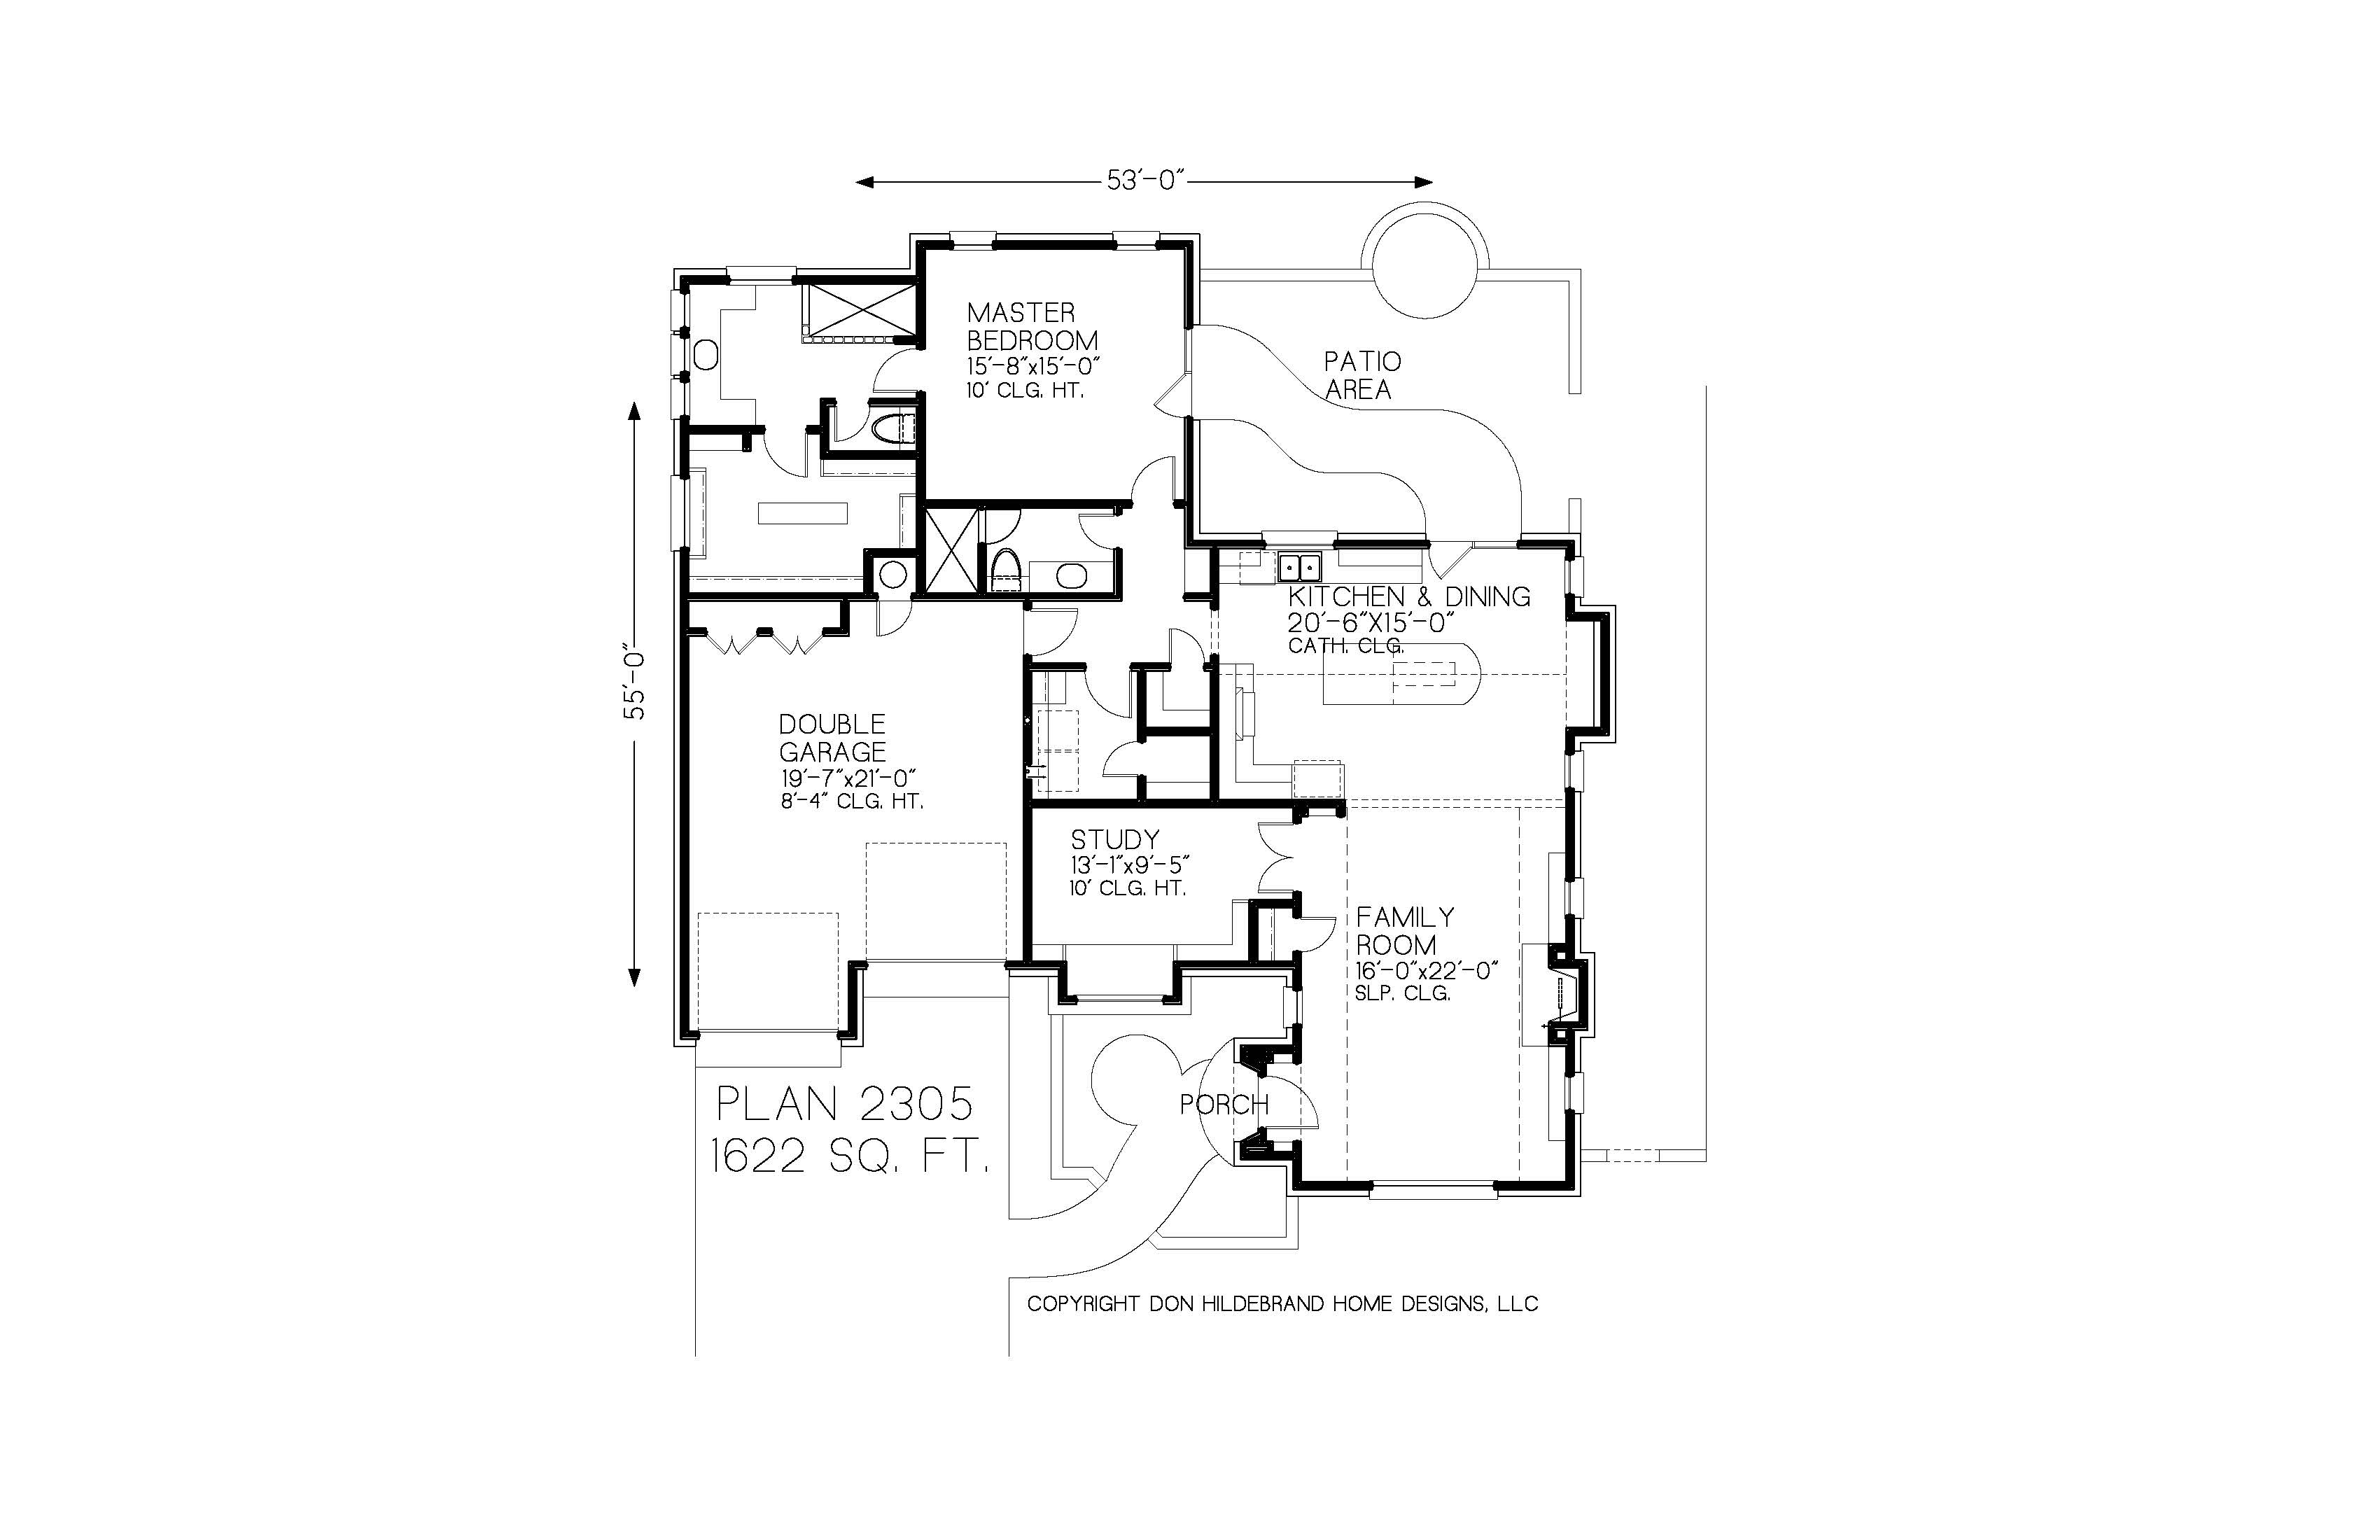 53'-0"
MASTER
BEDROOM
15'-8"x15'-0"
10' CLG. HT.
PATIO
AREA
KITCHEN & DINING
20'-6"X15'-0"
CATH. CLG.
55'-0"
DOUBLE
GARAGE
19'-7"x21'-0"
8'-4" CLG. HT.
STUDY
13'-1"x9'-5"
10' CLG. HT.
FAMILY
ROOM
16'-0"x22'-0"
SLP. CLG.
PORCH
PLAN 2305
1622 SQ. FT.
COPYRIGHT DON HILDEBRAND HOME DESIGNS, LLC